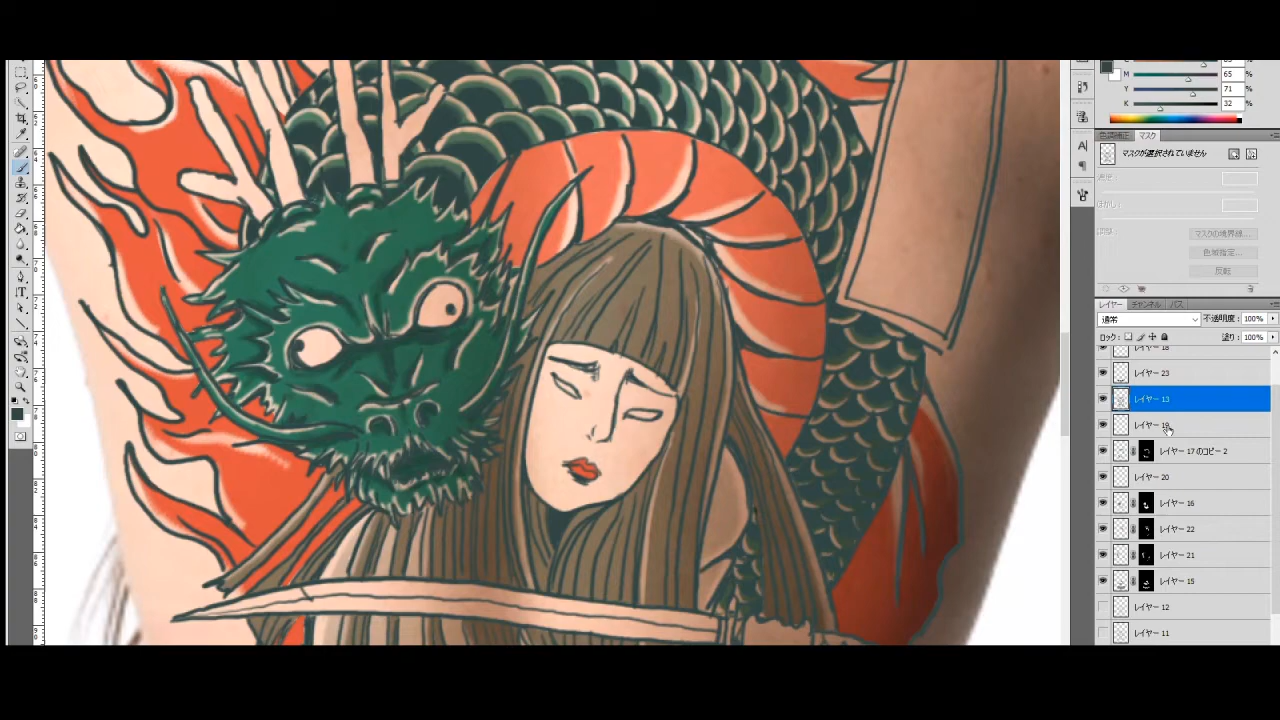 M 65 %
Y 71 %
K 32 %
色調補正 マスク
マスクが選択されていません
マスクの境界線...
色域指定...
反転
レイヤー チャンネル パス
通常 不透明度: 100%
ロック: 塗り: 100%
レイヤー 18
レイヤー 23
レイヤー 13
レイヤー 19
レイヤー 17 のコピー 2
レイヤー 20
レイヤー 16
レイヤー 22
レイヤー 21
レイヤー 15
レイヤー 12
レイヤー 11